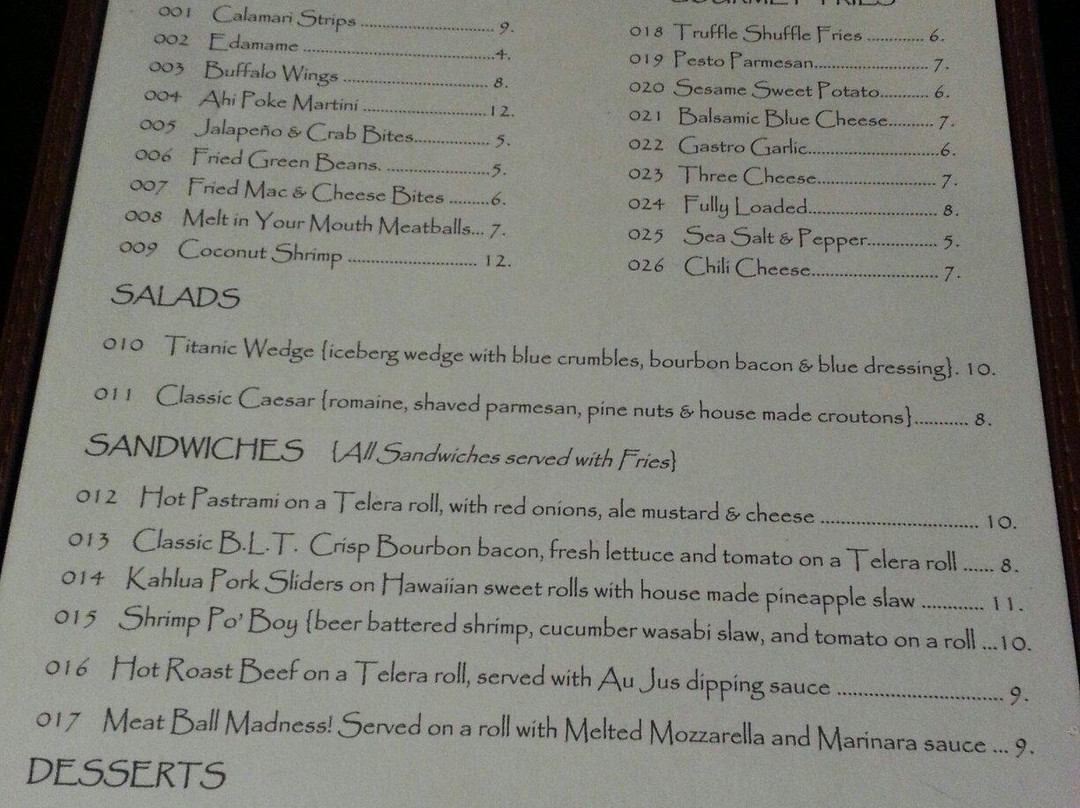 001 Calamari Strips ............................... 9.
002 Edamame ............................................4.
003 Buffalo Wings ................................... 8.
004 Ahi Poke Martini ............................ 12.
005 Jalapeño & Crab Bites................. 5.
006 Fried Green Beans. .........................5.
007 Fried Mac & Cheese Bites .........6.
008 Melt in Your Mouth Meatballs... 7.
009 Coconut Shrimp ............................. 12.
GOURMET FRIES
018 Truffle Shuffle Fries ............ 6.
019 Pesto Parmesan......................... 7.
020 Sesame Sweet Potato.......... 6.
021 Balsamic Blue Cheese......... 7.
022 Gastro Garlic...........................6.
023 Three Cheese........................ 7.
024 Fully Loaded........................... 8.
025 Sea Salt & Pepper............... 5.
026 Chili Cheese........................... 7.
SALADS
010 Titanic Wedge {iceberg wedge with blue crumbles, bourbon bacon & blue dressing}. 10.
011 Classic Caesar {romaine, shaved parmesan, pine nuts & house made croutons}........... 8.
SANDWICHES {All Sandwiches served with Fries}
012 Hot Pastrami on a Telera roll, with red onions, ale mustard & cheese ................................ 10.
013 Classic B.L.T. Crisp Bourbon bacon, fresh lettuce and tomato on a Telera roll ...... 8.
014 Kahlua Pork Sliders on Hawaiian sweet rolls with house made pineapple slaw ............ 11.
015 Shrimp Po' Boy {beer battered shrimp, cucumber wasabi slaw, and tomato on a roll ...10.
016 Hot Roast Beef on a Telera roll, served with Au Jus dipping sauce ................................ 9.
017 Meat Ball Madness! Served on a roll with Melted Mozzarella and Marinara sauce ... 9.
DESSERTS